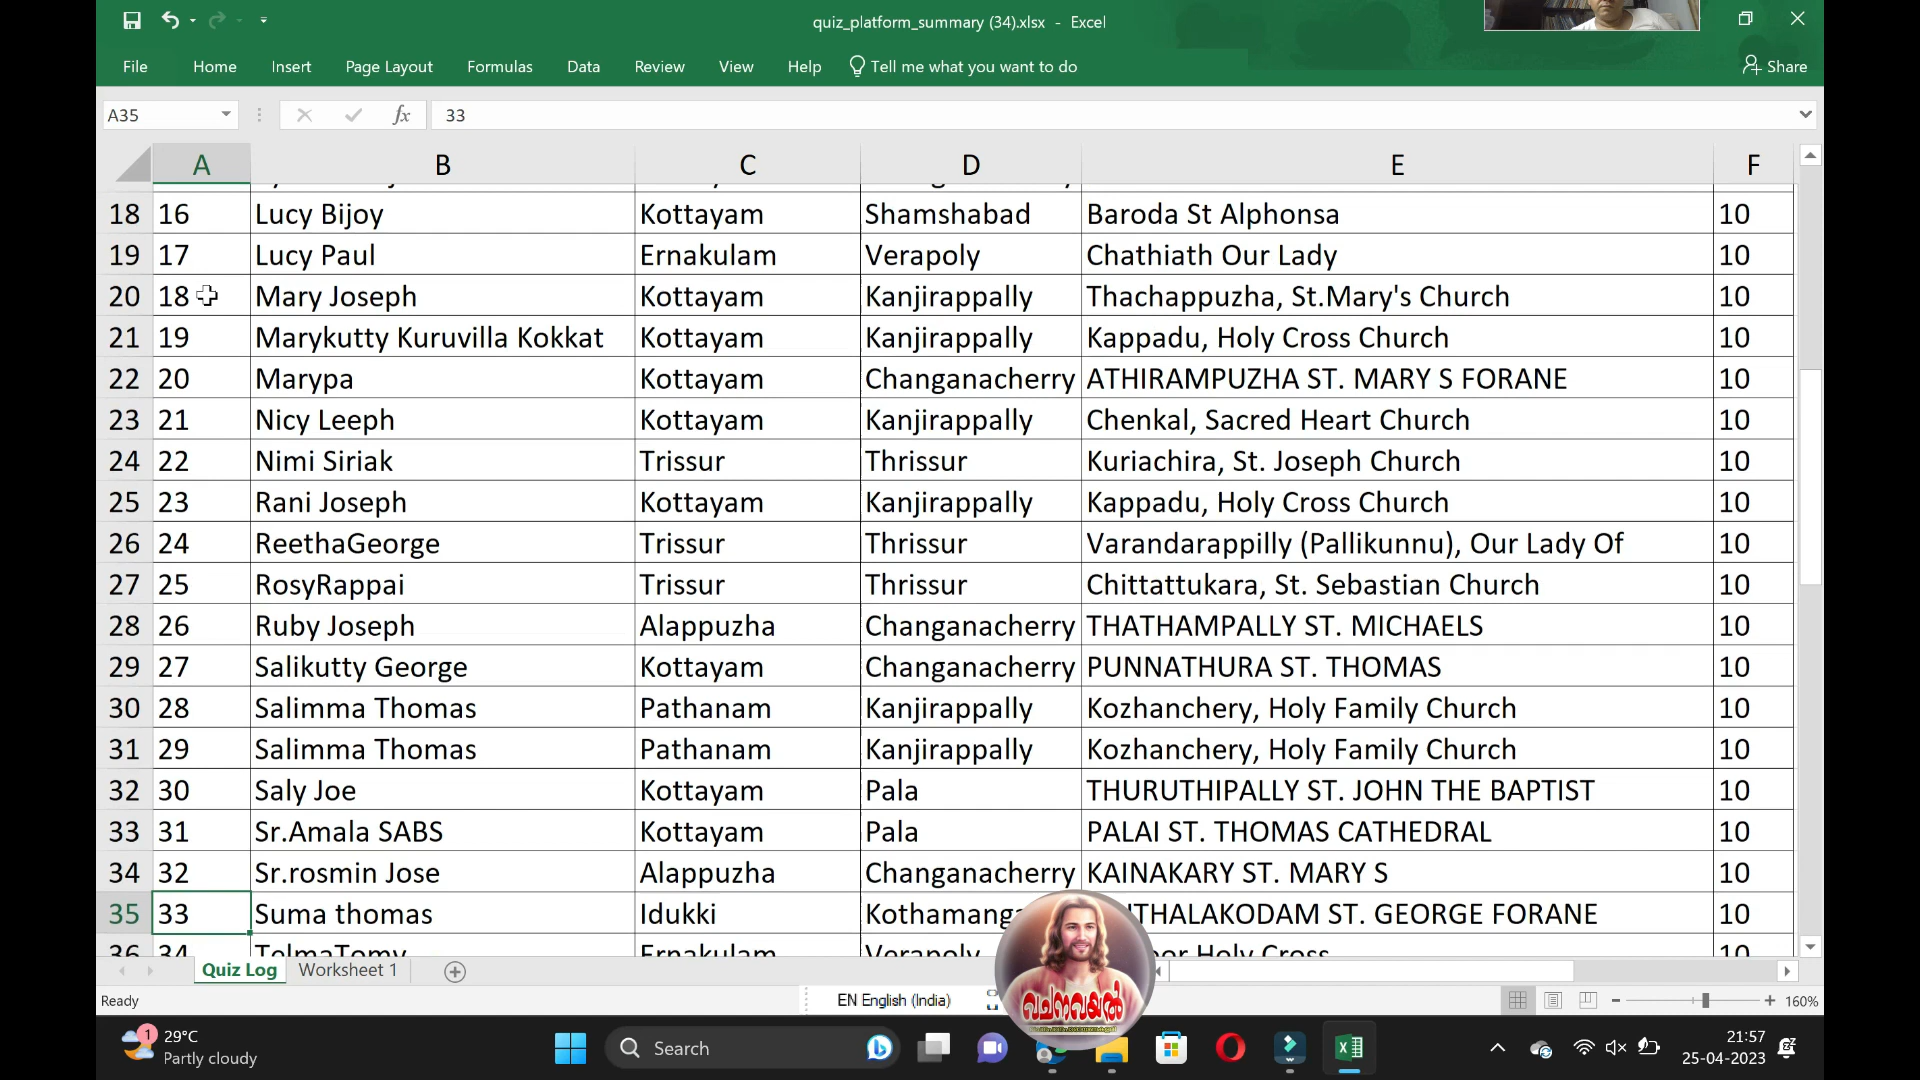 quiz_platform_summary (34).xlsx - Excel
File Home Insert Page Layout Formulas Data Review View Help Tell me what you want to do Share
A35 fx 33
A B C D E F
18 16 Lucy Bijoy Kottayam Shamshabad Baroda St Alphonsa 10
19 17 Lucy Paul Ernakulam Verapoly Chathiath Our Lady 10
20 18 Mary Joseph Kottayam Kanjirappally Thachappuzha, St.Mary's Church 10
21 19 Marykutty Kuruvilla Kokkat Kottayam Kanjirappally Kappadu, Holy Cross Church 10
22 20 Marypa Kottayam Changanacherry ATHIRAMPUZHA ST. MARY S FORANE 10
23 21 Nicy Leeph Kottayam Kanjirappally Chenkal, Sacred Heart Church 10
24 22 Nimi Siriak Trissur Thrissur Kuriachira, St. Joseph Church 10
25 23 Rani Joseph Kottayam Kanjirappally Kappadu, Holy Cross Church 10
26 24 ReethaGeorge Trissur Thrissur Varandarappilly (Pallikunnu), Our Lady Of 10
27 25 RosyRappai Trissur Thrissur Chittattukara, St. Sebastian Church 10
28 26 Ruby Joseph Alappuzha Changanacherry THATHAMPALLY ST. MICHAELS 10
29 27 Salikutty George Kottayam Changanacherry PUNNATHURA ST. THOMAS 10
30 28 Salimma Thomas Pathanam Kanjirappally Kozhanchery, Holy Family Church 10
31 29 Salimma Thomas Pathanam Kanjirappally Kozhanchery, Holy Family Church 10
32 30 Saly Joe Kottayam Pala THURUTHIPALLY ST. JOHN THE BAPTIST 10
33 31 Sr.Amala SABS Kottayam Pala PALAI ST. THOMAS CATHEDRAL 10
34 32 Sr.rosmin Jose Alappuzha Changanacherry KAINAKARY ST. MARY S 10
35 33 Suma thomas Idukki ST. GEORGE FORANE 10
36 34 TelmaTomy Ernakulam Verapoly Holy Cross 10
Quiz Log Worksheet 1
Ready EN English (India) 160%
വചനവയൽ
1 29°C Search 21:57
Partly cloudy 25-04-2023